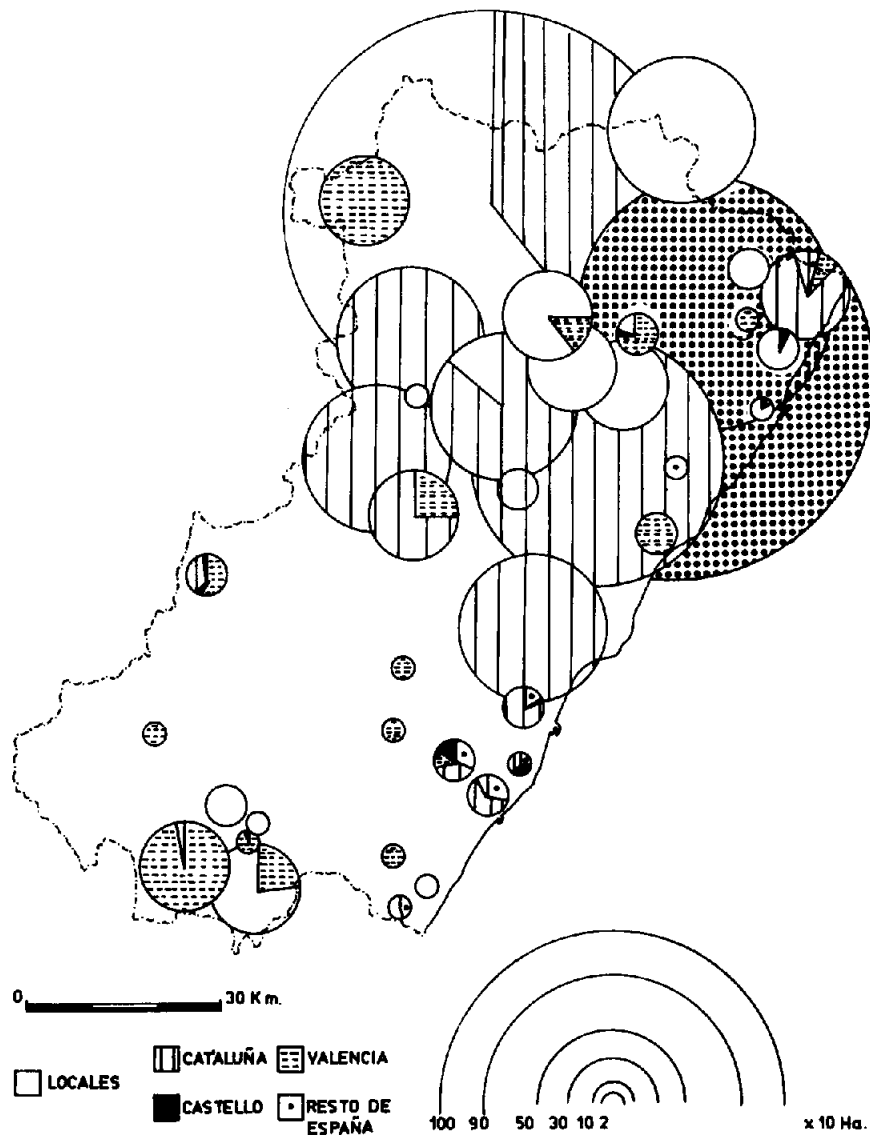 0 30 Km.
LOCALES
CATALUÑA
VALENCIA
CASTELLO
RESTO DE
ESPAÑA
100 90 50 30 10 2 x 10 Ha.